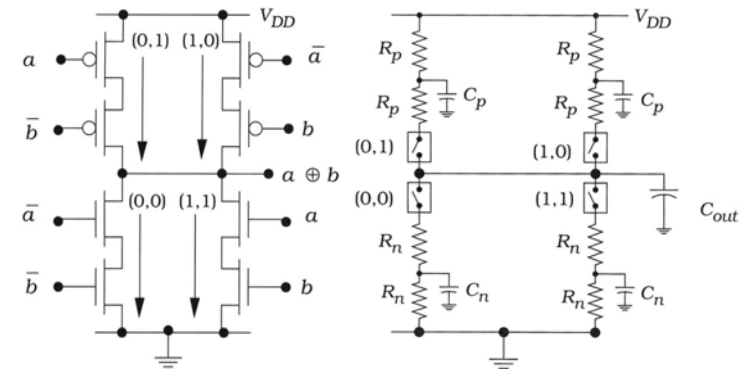 V_DD
(0,1) (1,0)
a
a̅
b̅
b
a ⊕ b
(0,0) (1,1)
a̅
a
b̅
b
V_DD
R_p
R_p
C_p
C_p
R_p
R_p
(0,1)
(1,0)
(0,0)
(1,1)
C_out
R_n
R_n
R_n
C_n
R_n
C_n